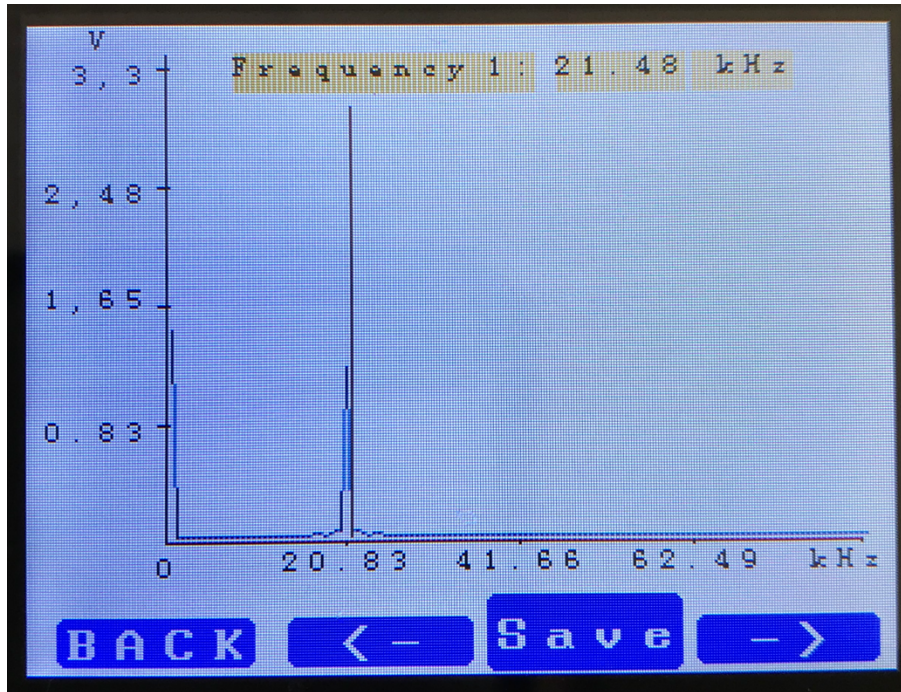 V
3,3 Frequency 1: 21.48 kHz
2,48
1,65
0.83
0 20.83 41.66 62.49 kHz
BACK <- Save ->